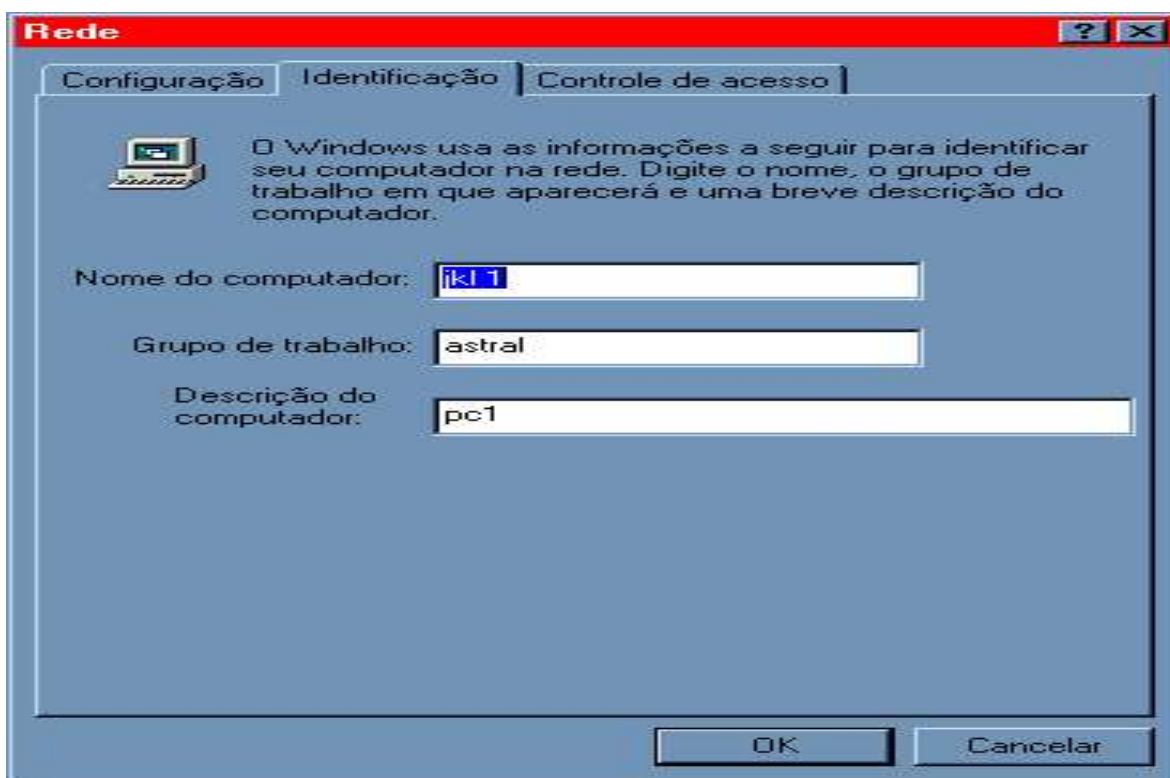 Rede
? X
Configuração Identificação Controle de acesso
O Windows usa as informações a seguir para identificar
seu computador na rede. Digite o nome, o grupo de
trabalho em que aparecerá e uma breve descrição do
computador.
Nome do computador: jkl 1
Grupo de trabalho: astral
Descrição do
computador: pc1
OK Cancelar